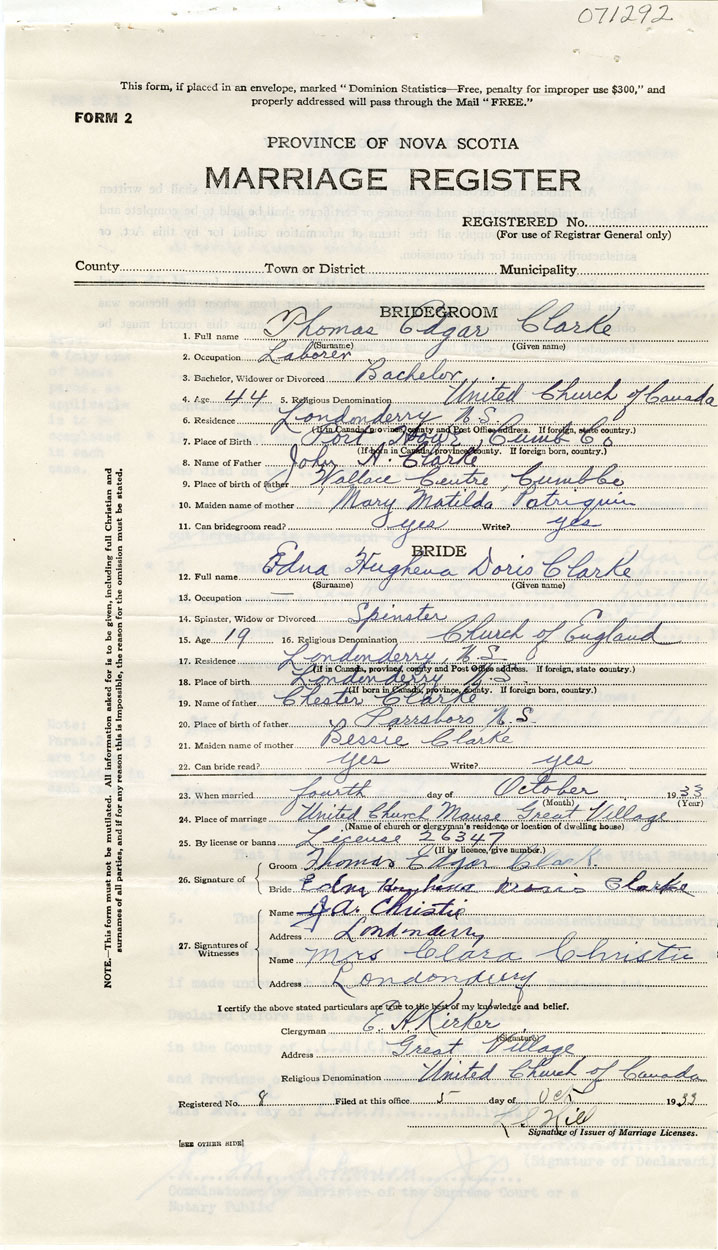 071292
This form, if placed in an envelope, marked "Dominion Statistics—Free, penalty for improper use $300," and
properly addressed will pass through the Mail "FREE."
FORM 2
PROVINCE OF NOVA SCOTIA
MARRIAGE REGISTER
REGISTERED No.
(For use of Registrar General only)
County Town or District Municipality
BRIDEGROOM
1. Full name Thomas Edgar Clarke
(Surname) (Given name)
2. Occupation Laborer
3. Bachelor, Widower or Divorced Bachelor
4. Age 44 5. Religious Denomination United Church of Canada
6. Residence Londonderry N.S.
(If in Canada, province, county and Post Office address. If foreign, state country.)
7. Place of Birth Port Howe, Cumb Co
(If born in Canada, province, county. If foreign born, country.)
8. Name of Father John A. Clarke
9. Place of birth of father Wallace Centre, Cumb Co
10. Maiden name of mother Mary Matilda Patriquin
11. Can bridegroom read? yes Write? yes
BRIDE
12. Full name Edna Hughena Doris Clarke
(Surname) (Given name)
13. Occupation —
14. Spinster, Widow or Divorced Spinster
15. Age 19 16. Religious Denomination Church of England
17. Residence Londonderry, N.S.
(If in Canada, province, county and Post Office address. If foreign, state country.)
18. Place of birth Londonderry N.S.
(If born in Canada, province, county. If foreign born, country.)
19. Name of father Chester Clarke
20. Place of birth of father Parrsboro N.S.
21. Maiden name of mother Bessie Clarke
22. Can bride read? yes Write? yes
23. When married fourth day of October 1933
(Month) (Year)
24. Place of marriage United Church Manse Great Village
(Name of church or clergyman's residence or location of dwelling house)
25. By license or banns License 26347
(If by licence, give number.)
26. Signature of Groom Thomas Edgar Clark.
Bride Edna Hughena Doris Clarke
27. Signatures of Witnesses
Name J A. Christie
Address Londonderry
Name Mrs Clara Christie
Address Londonderry
I certify the above stated particulars are true to the best of my knowledge and belief.
Clergyman E. A Kirker
(Signature)
Address Great Village
Religious Denomination United Church of Canada
Registered No. 8 Filed at this office 5 day of Oct 1933
Hill
Signature of Issuer of Marriage Licenses.
[SEE OTHER SIDE]
NOTE.—This form must not be mutilated. All information asked for is to be given, including full Christian and
surnames of all parties, and if for any reason this is impossible, the reason for the omission must be stated.